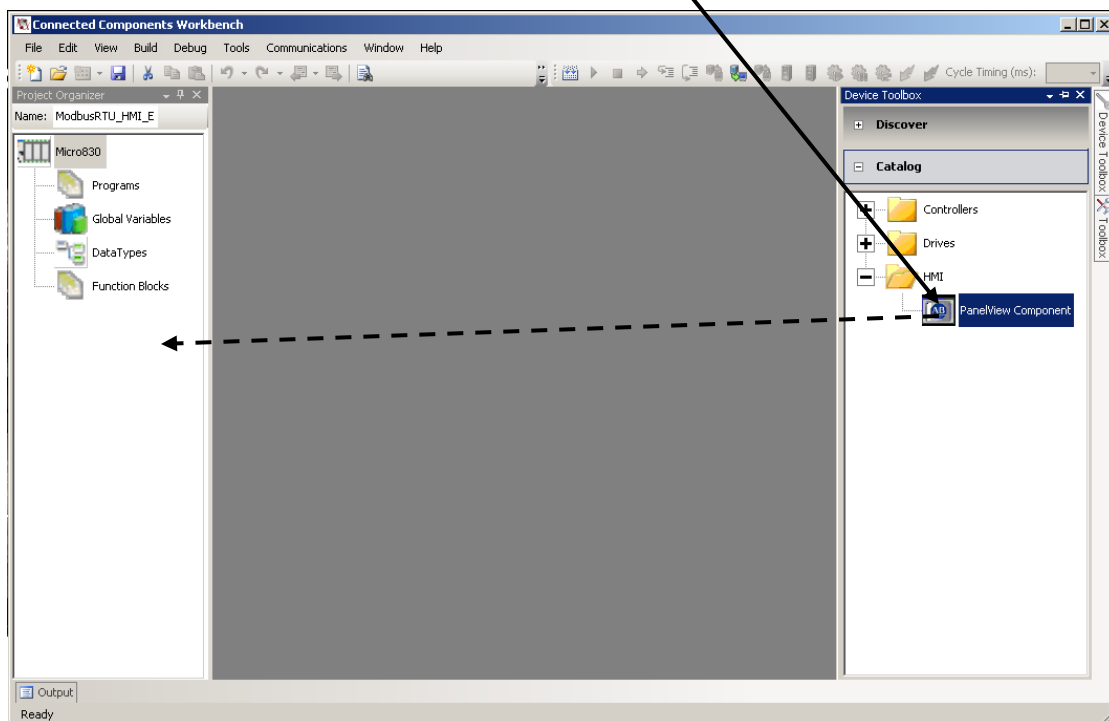 Connected Components Workbench
File Edit View Build Debug Tools Communications Window Help
Cycle Timing (ms):
Project Organizer
Name: ModbusRTU_HMI_E
Micro830
Programs
Global Variables
DataTypes
Function Blocks
Device Toolbox
Discover
Catalog
Controllers
Drives
HMI
AB
PanelView Component
Device Toolbox
Toolbox
Output
Ready